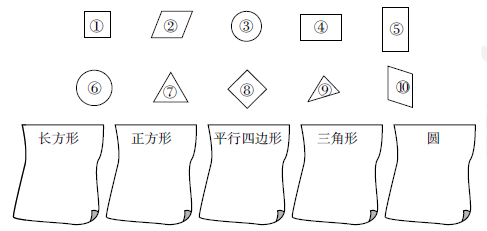 ① ② ③ ④ ⑤
⑥ ⑦ ⑧ ⑨ ⑩
长方形 正方形 平行四边形 三角形 圆